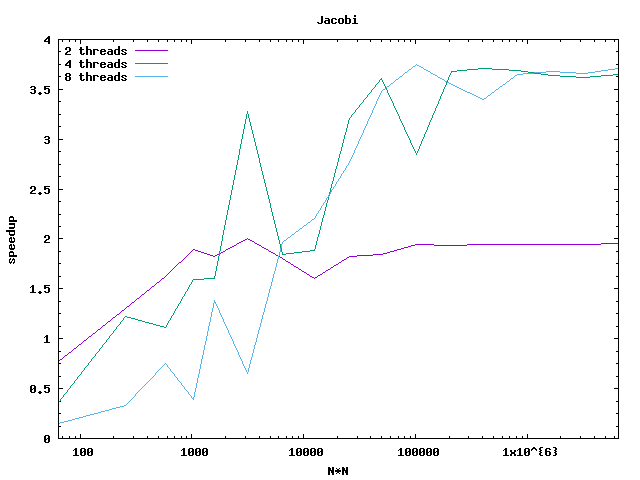 Jacobi
4
2 threads
4 threads
8 threads
3.5
3
2.5
2
1.5
1
0.5
0
speedup
100 1000 10000 100000 1x10^{6}
N*N